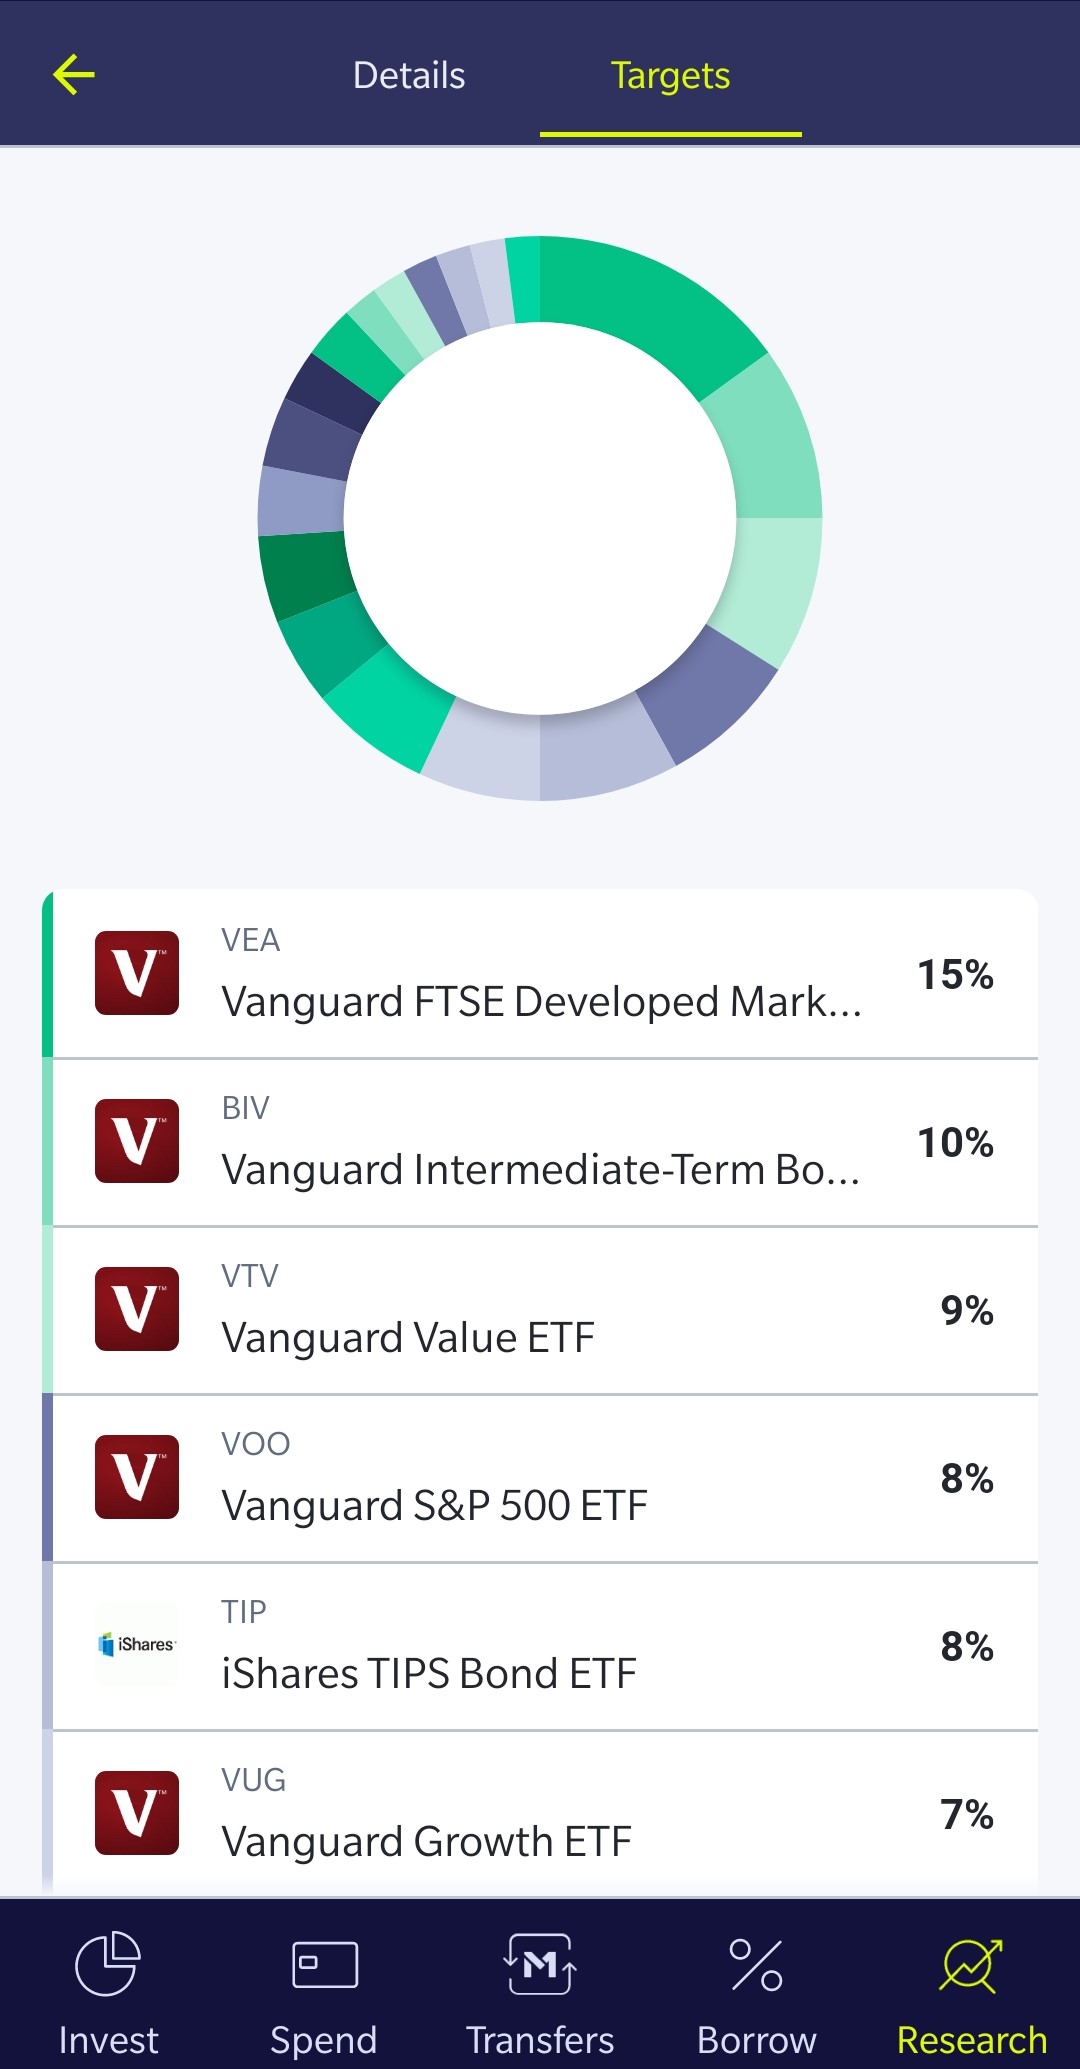 Details
Targets
VEA
Vanguard FTSE Developed Mark...
15%
BIV
Vanguard Intermediate-Term Bo...
10%
VTV
Vanguard Value ETF
9%
VOO
Vanguard S&P 500 ETF
8%
iShares
TIP
iShares TIPS Bond ETF
8%
VUG
Vanguard Growth ETF
7%
Invest
Spend
Transfers
Borrow
Research